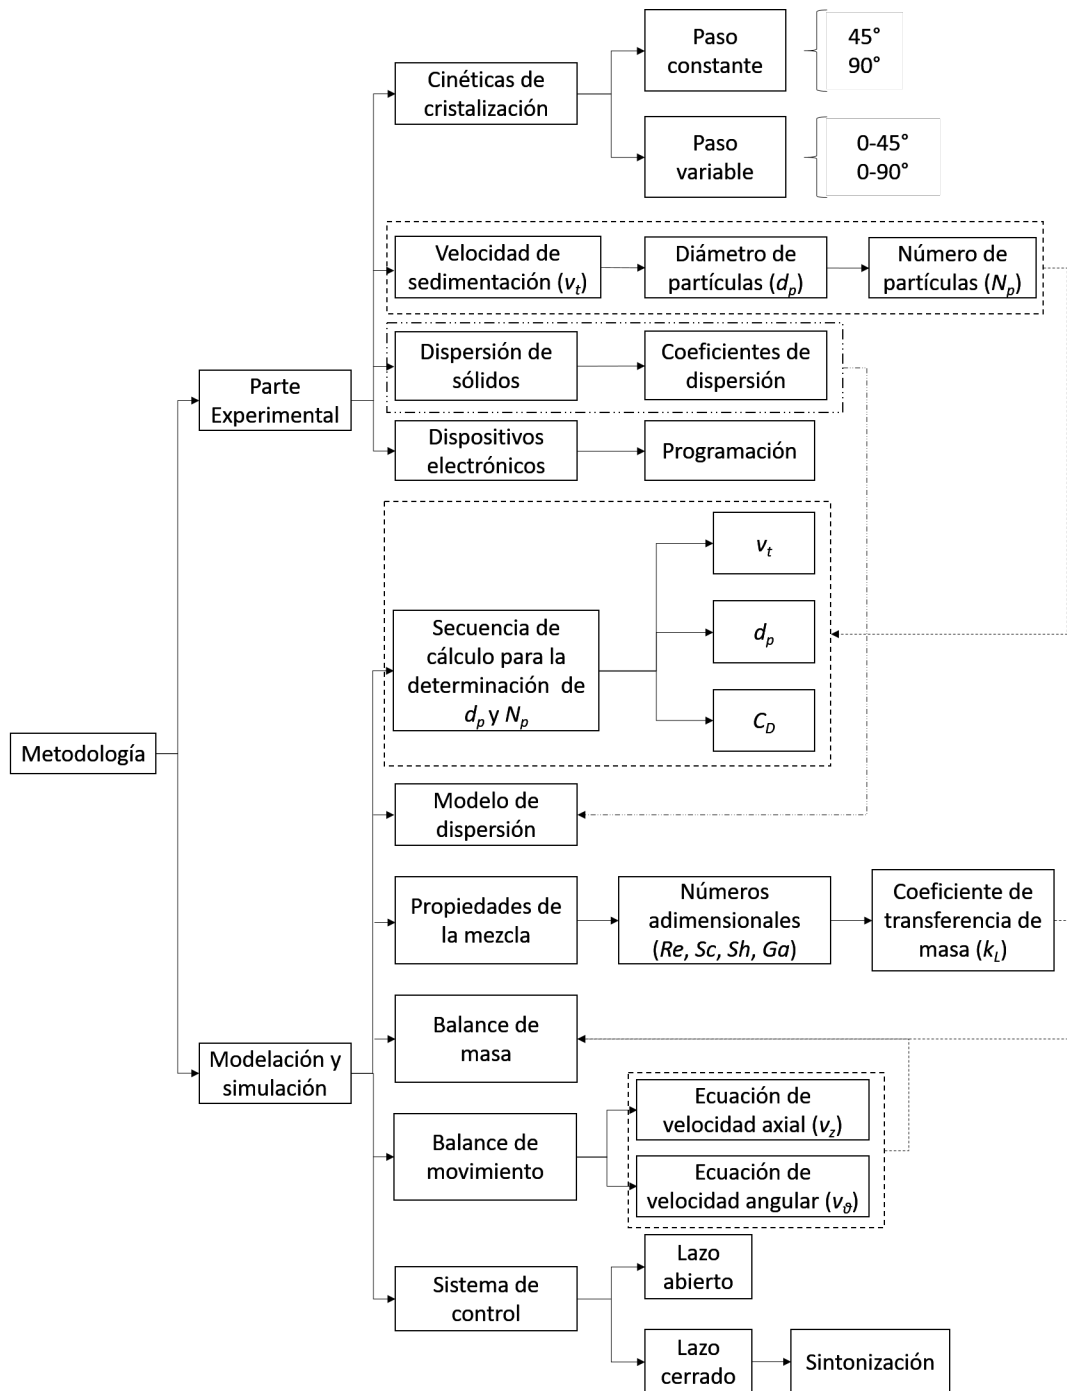 Metodología
Parte
Experimental
Cinéticas de
cristalización
Paso
constante
45°
90°
Paso
variable
0-45°
0-90°
Velocidad de
sedimentación (vt)
Diámetro de
partículas (dp)
Número de
partículas (Np)
Dispersión de
sólidos
Coeficientes de
dispersión
Dispositivos
electrónicos
Programación
Modelación y
simulación
Secuencia de
cálculo para la
determinación de
dp y Np
vt
dp
CD
Modelo de
dispersión
Propiedades de
la mezcla
Números
adimensionales
(Re, Sc, Sh, Ga)
Coeficiente de
transferencia de
masa (kL)
Balance de
masa
Balance de
movimiento
Ecuación de
velocidad axial (vz)
Ecuación de
velocidad angular (vϑ)
Sistema de
control
Lazo
abierto
Lazo
cerrado
Sintonización